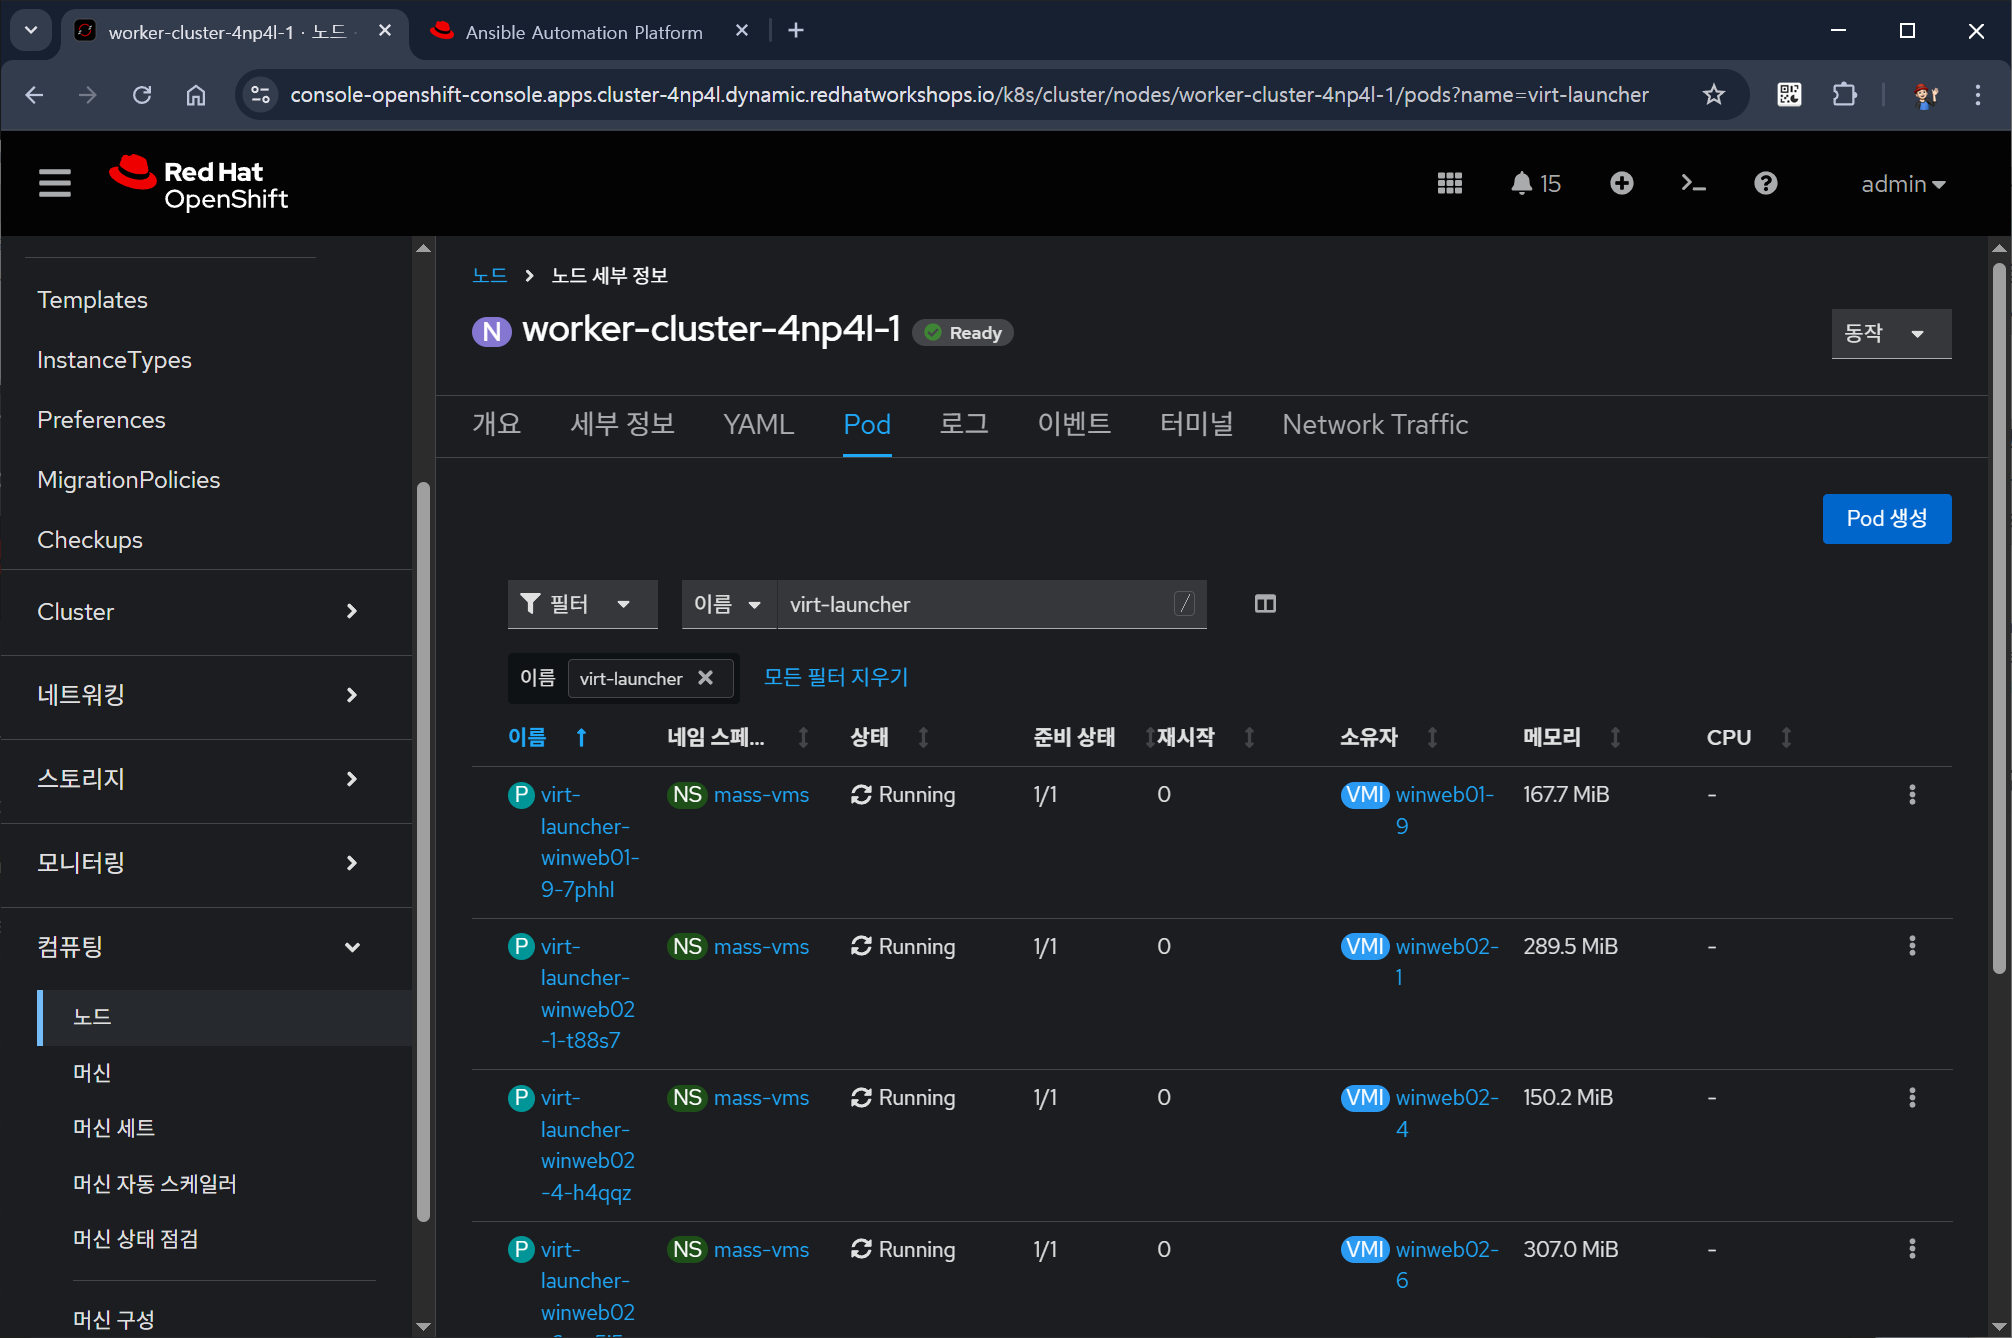 worker-cluster-4np4l-1 · 노드
Ansible Automation Platform
console-openshift-console.apps.cluster-4np4l.dynamic.redhatworkshops.io/k8s/cluster/nodes/worker-cluster-4np4l-1/pods?name=virt-launcher
Red Hat
OpenShift
15
admin
Templates
InstanceTypes
Preferences
MigrationPolicies
Checkups
Cluster
네트워킹
스토리지
모니터링
컴퓨팅
노드
머신
머신 세트
머신 자동 스케일러
머신 상태 점검
머신 구성
노드 > 노드 세부 정보
N worker-cluster-4np4l-1 Ready
동작
개요 세부 정보 YAML Pod 로그 이벤트 터미널 Network Traffic
Pod 생성
필터 이름 virt-launcher /
이름 virt-launcher 모든 필터 지우기
이름 네임 스페... 상태 준비 상태 재시작 소유자 메모리 CPU
P virt- NS mass-vms Running 1/1 0 VMI winweb01- 167.7 MiB -
launcher- 9
winweb01-
9-7phhl
P virt- NS mass-vms Running 1/1 0 VMI winweb02- 289.5 MiB -
launcher- 1
winweb02
-1-t88s7
P virt- NS mass-vms Running 1/1 0 VMI winweb02- 150.2 MiB -
launcher- 4
winweb02
-4-h4qqz
P virt- NS mass-vms Running 1/1 0 VMI winweb02- 307.0 MiB -
launcher- 6
winweb02